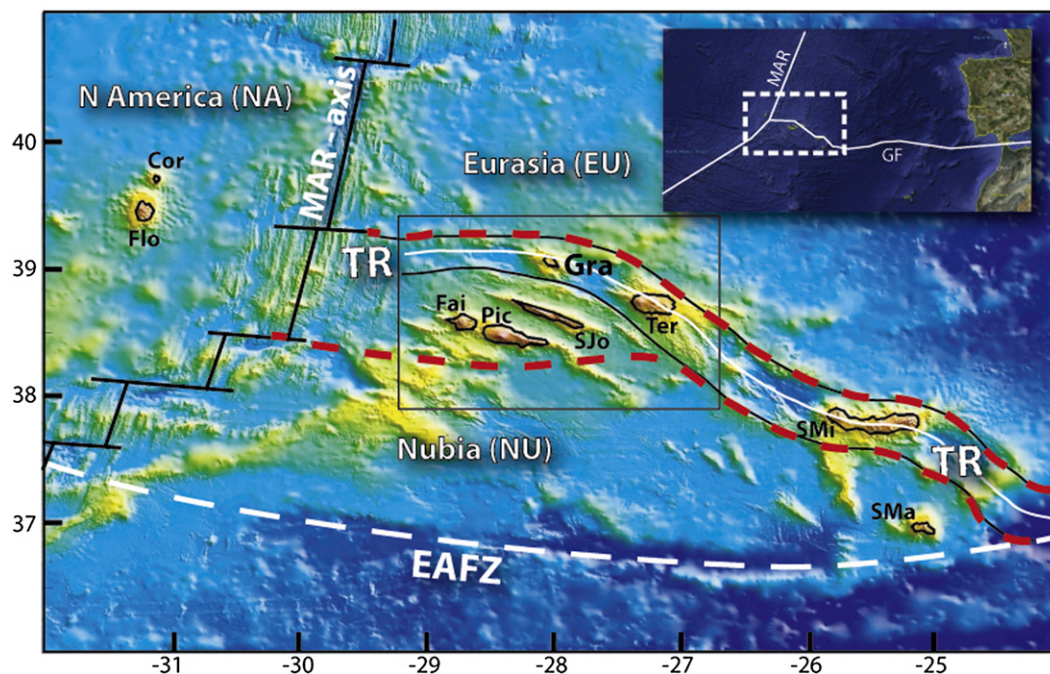 N America (NA)
MAR-axis
MAR
GF
40
Cor
Eurasia (EU)
Flo
39
TR
Gra
Fai
Pic
SJo
Ter
38
SMi
Nubia (NU)
TR
37
SMa
EAFZ
-31
-30
-29
-28
-27
-26
-25